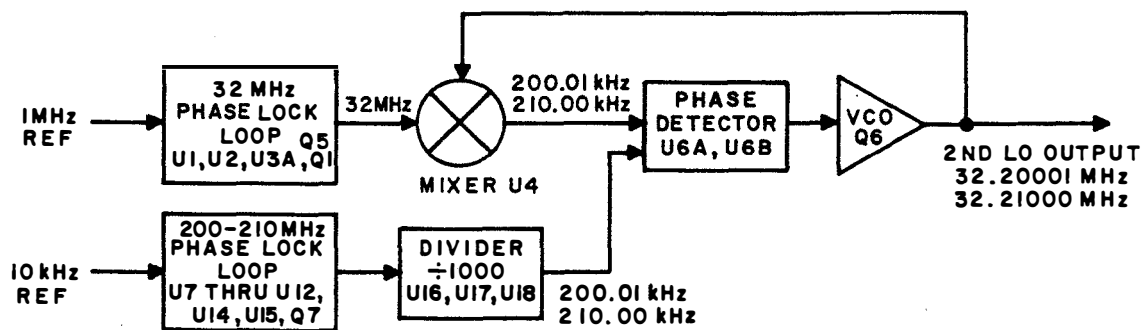 1MHz
REF
32 MHz
PHASE LOCK
LOOP Q5
U1,U2,U3A,Q1
32MHz
MIXER U4
200.01 kHz
210.00 kHz
PHASE
DETECTOR
U6A, U6B
VCO
Q6
2ND LO OUTPUT
32.20001 MHz
32.21000 MHz
10 kHz
REF
200-210MHz
PHASE LOCK
LOOP
U7 THRU U12,
U14, U15, Q7
DIVIDER
÷1000
U16, U17, U18
200.01 kHz
210.00 kHz